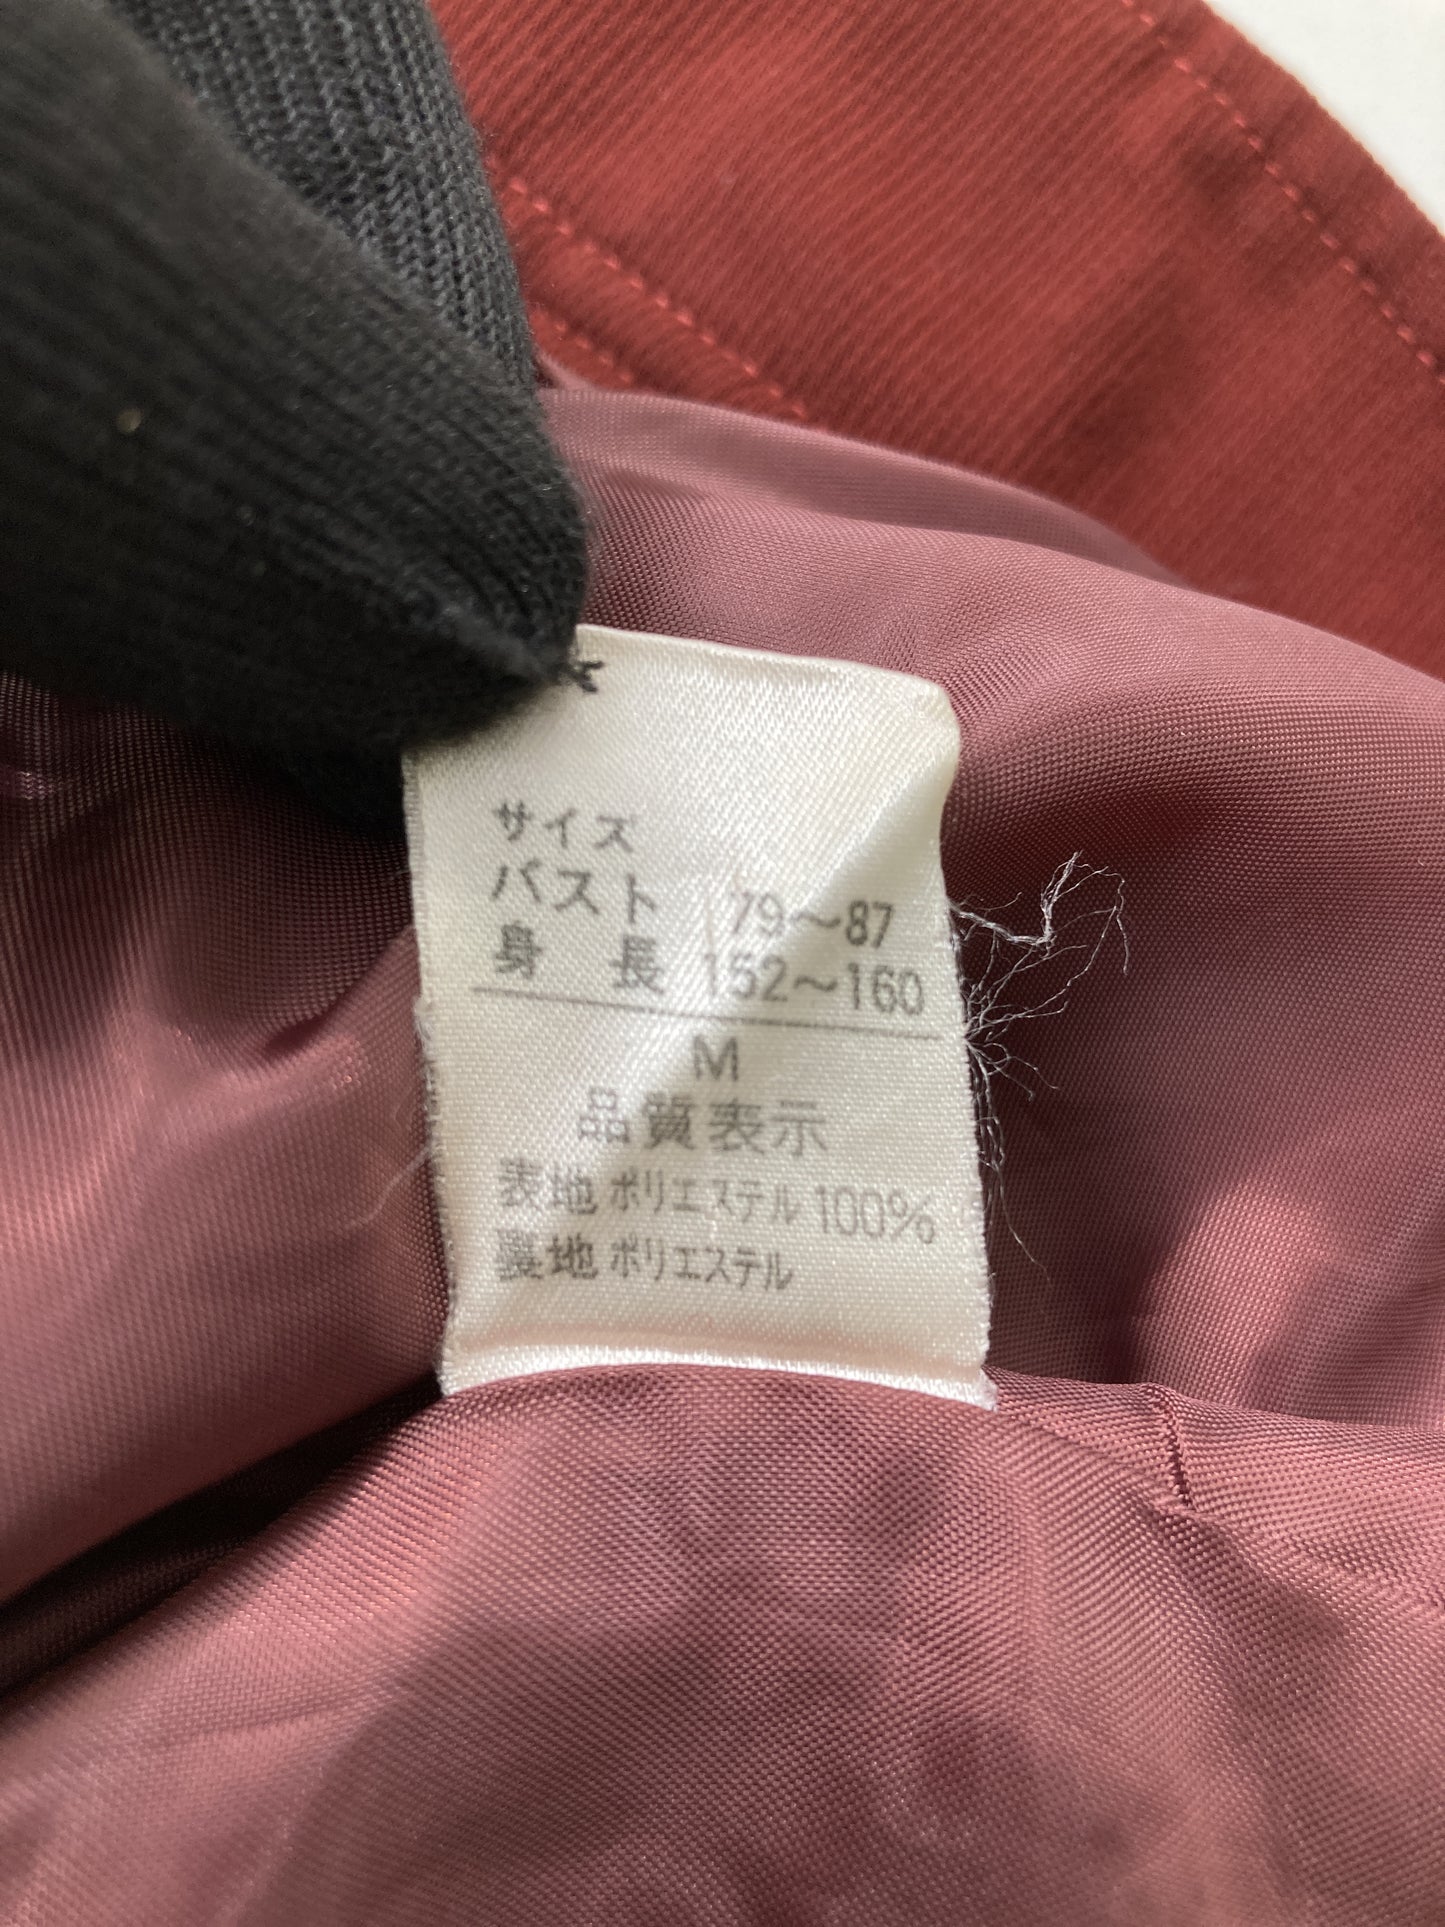 サイズ
バスト 79～87
身長 152～160
M
品質表示
表地 ポリエステル 100%
裏地 ポリエステル